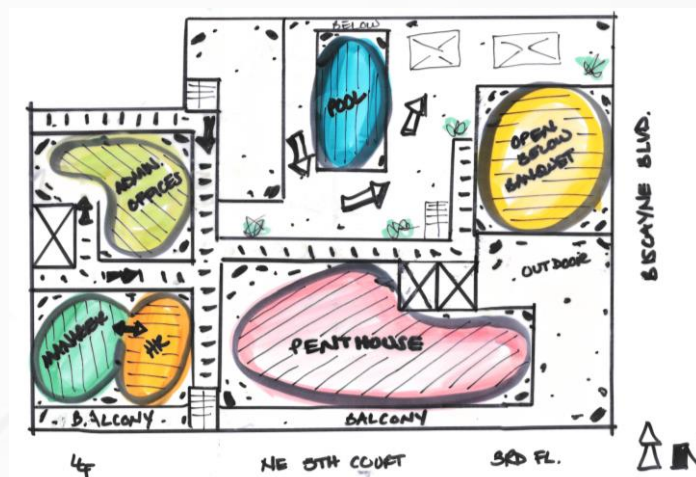 BELOW
POOL
ADMIN.
OFFICES
OPEN
BELOW
BANQUET
BISCAYNE BLVD.
OUTDOOR
MANAGER
HR
PENTHOUSE
BALCONY
BALCONY
NE 5TH COURT
3RD FL.
N